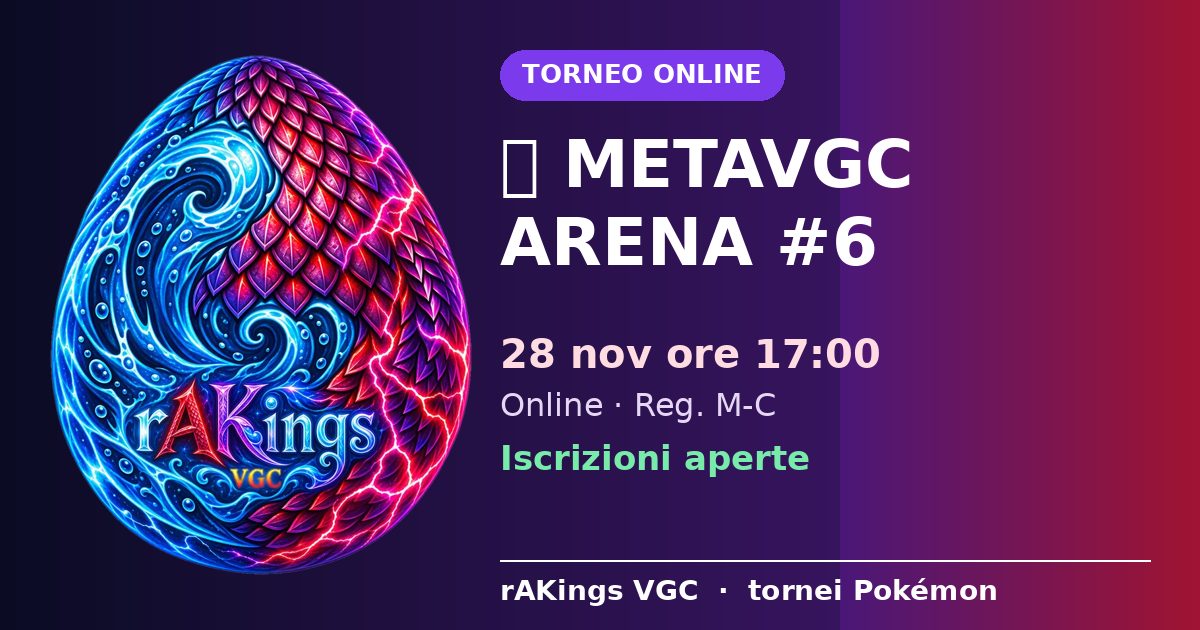 rAKings
VGC
TORNEO ONLINE
METAVGC
ARENA #6
28 nov ore 17:00
Online · Reg. M-C
Iscrizioni aperte
rAKings VGC · tornei Pokémon